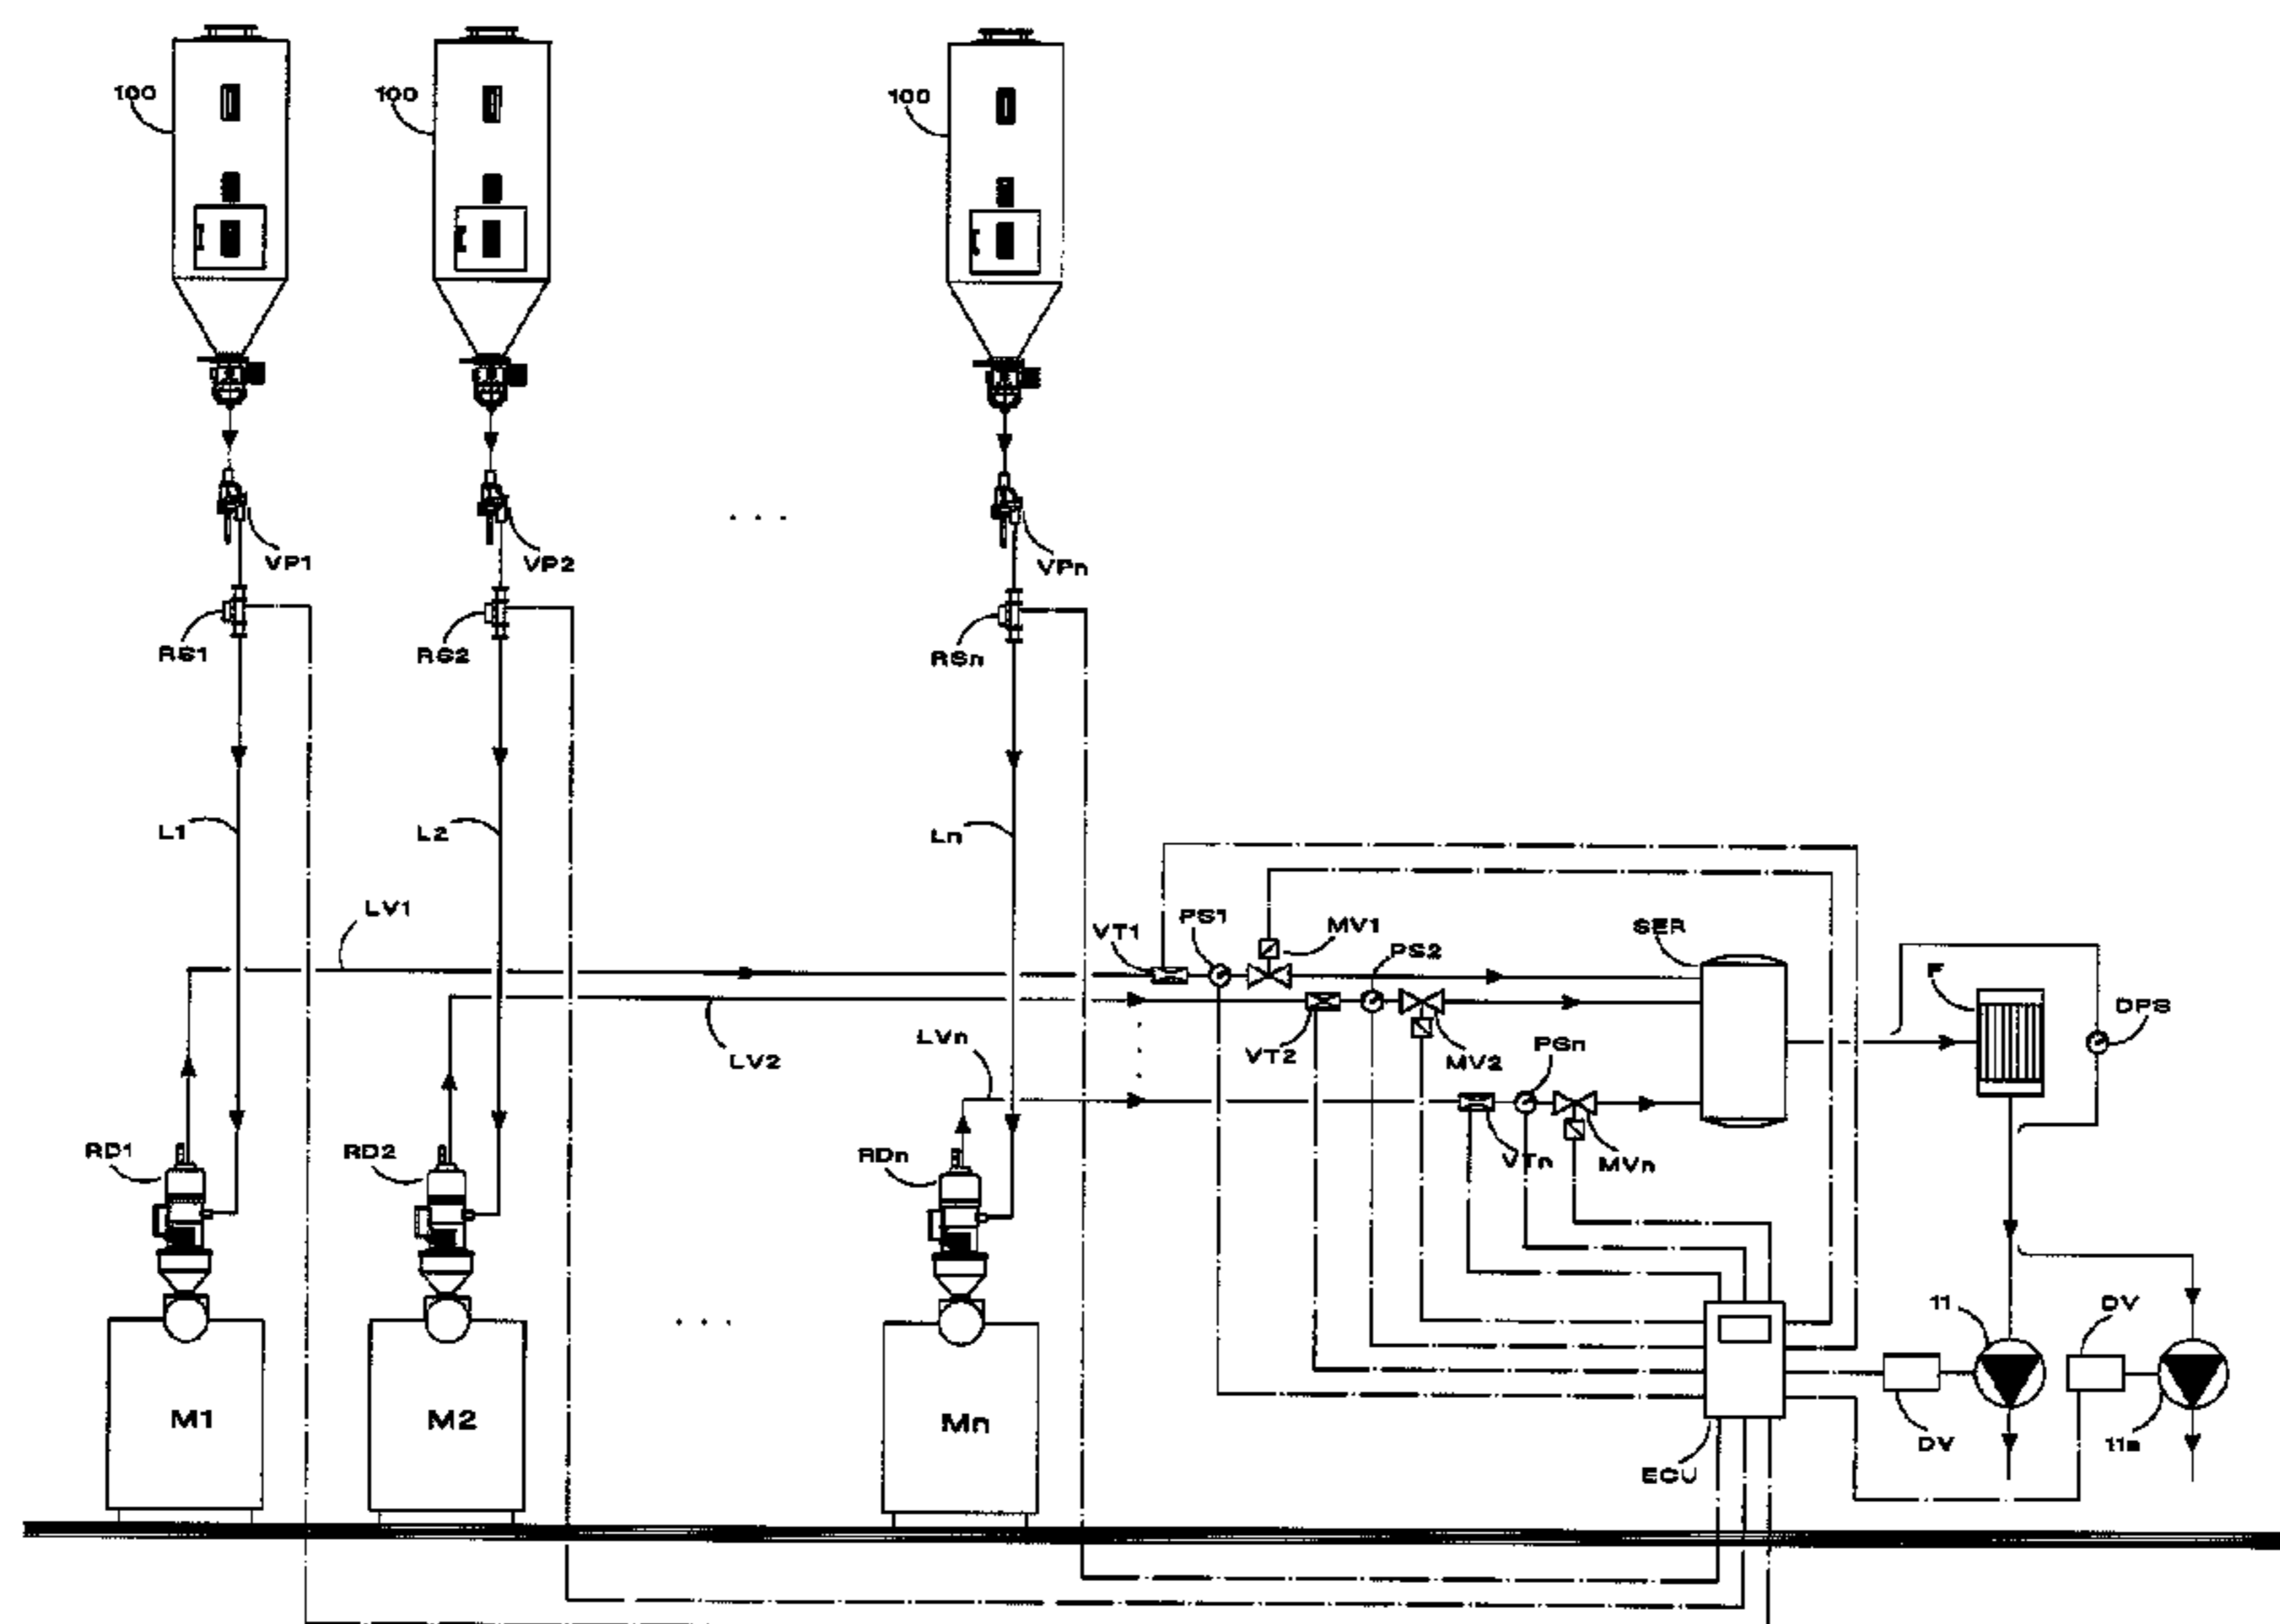 100 100 100
VP1 VP2 VPn
RS1 RS2 RSn
L1 L2 Ln
LV1 VT1 PS1 MV1 PS2 SER F DPS
LV2 LVn VT2 MV2 PSn
RD1 RD2 RDn VTn MVn
11 DV
M1 M2 Mn DV 11a
ECU